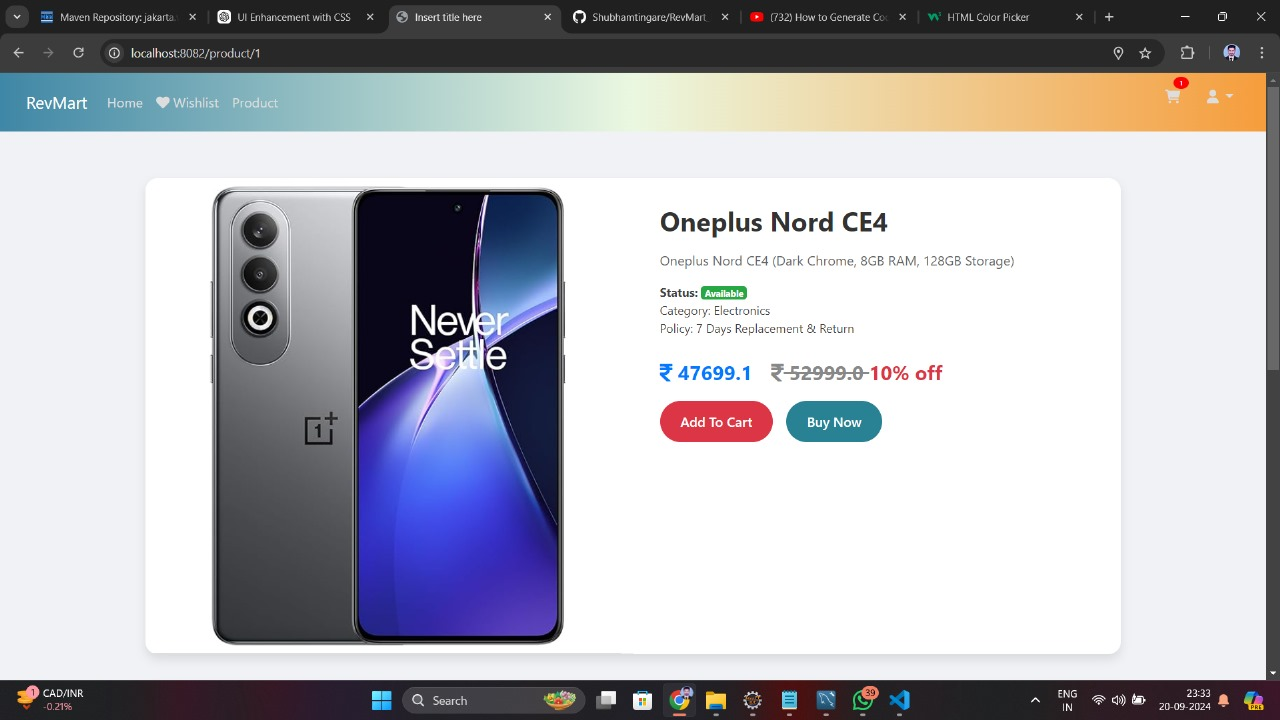 Maven Repository: jakarta.
UI Enhancement with CSS
Insert title here
Shubhamtingare/RevMart
(732) How to Generate Co
HTML Color Picker
localhost:8082/product/1
RevMart
Home
Wishlist
Product
1
Oneplus Nord CE4
Oneplus Nord CE4 (Dark Chrome, 8GB RAM, 128GB Storage)
Status: Available
Category: Electronics
Policy: 7 Days Replacement & Return
₹ 47699.1 ₹ 52999.0 10% off
Add To Cart
Buy Now
Never
Settle
1
1
CAD/INR
-0.21%
Search
39
ENG
IN
23:33
20-09-2024
PRE